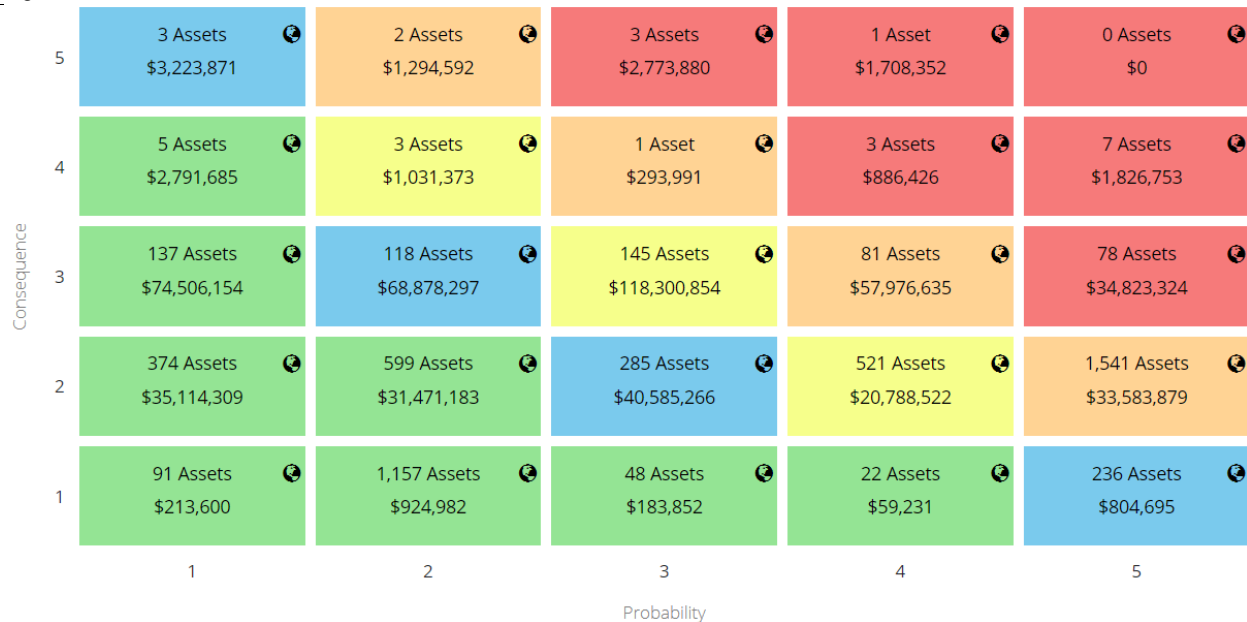 3 Assets 2 Assets 3 Assets 1 Asset 0 Assets
5
$3,223,871 $1,294,592 $2,773,880 $1,708,352 $0
5 Assets 3 Assets 1 Asset 3 Assets 7 Assets
4
$2,791,685 $1,031,373 $293,991 $886,426 $1,826,753
Consequence
137 Assets 118 Assets 145 Assets 81 Assets 78 Assets
3
$74,506,154 $68,878,297 $118,300,854 $57,976,635 $34,823,324
374 Assets 599 Assets 285 Assets 521 Assets 1,541 Assets
2
$35,114,309 $31,471,183 $40,585,266 $20,788,522 $33,583,879
91 Assets 1,157 Assets 48 Assets 22 Assets 236 Assets
1
$213,600 $924,982 $183,852 $59,231 $804,695
1 2 3 4 5
Probability